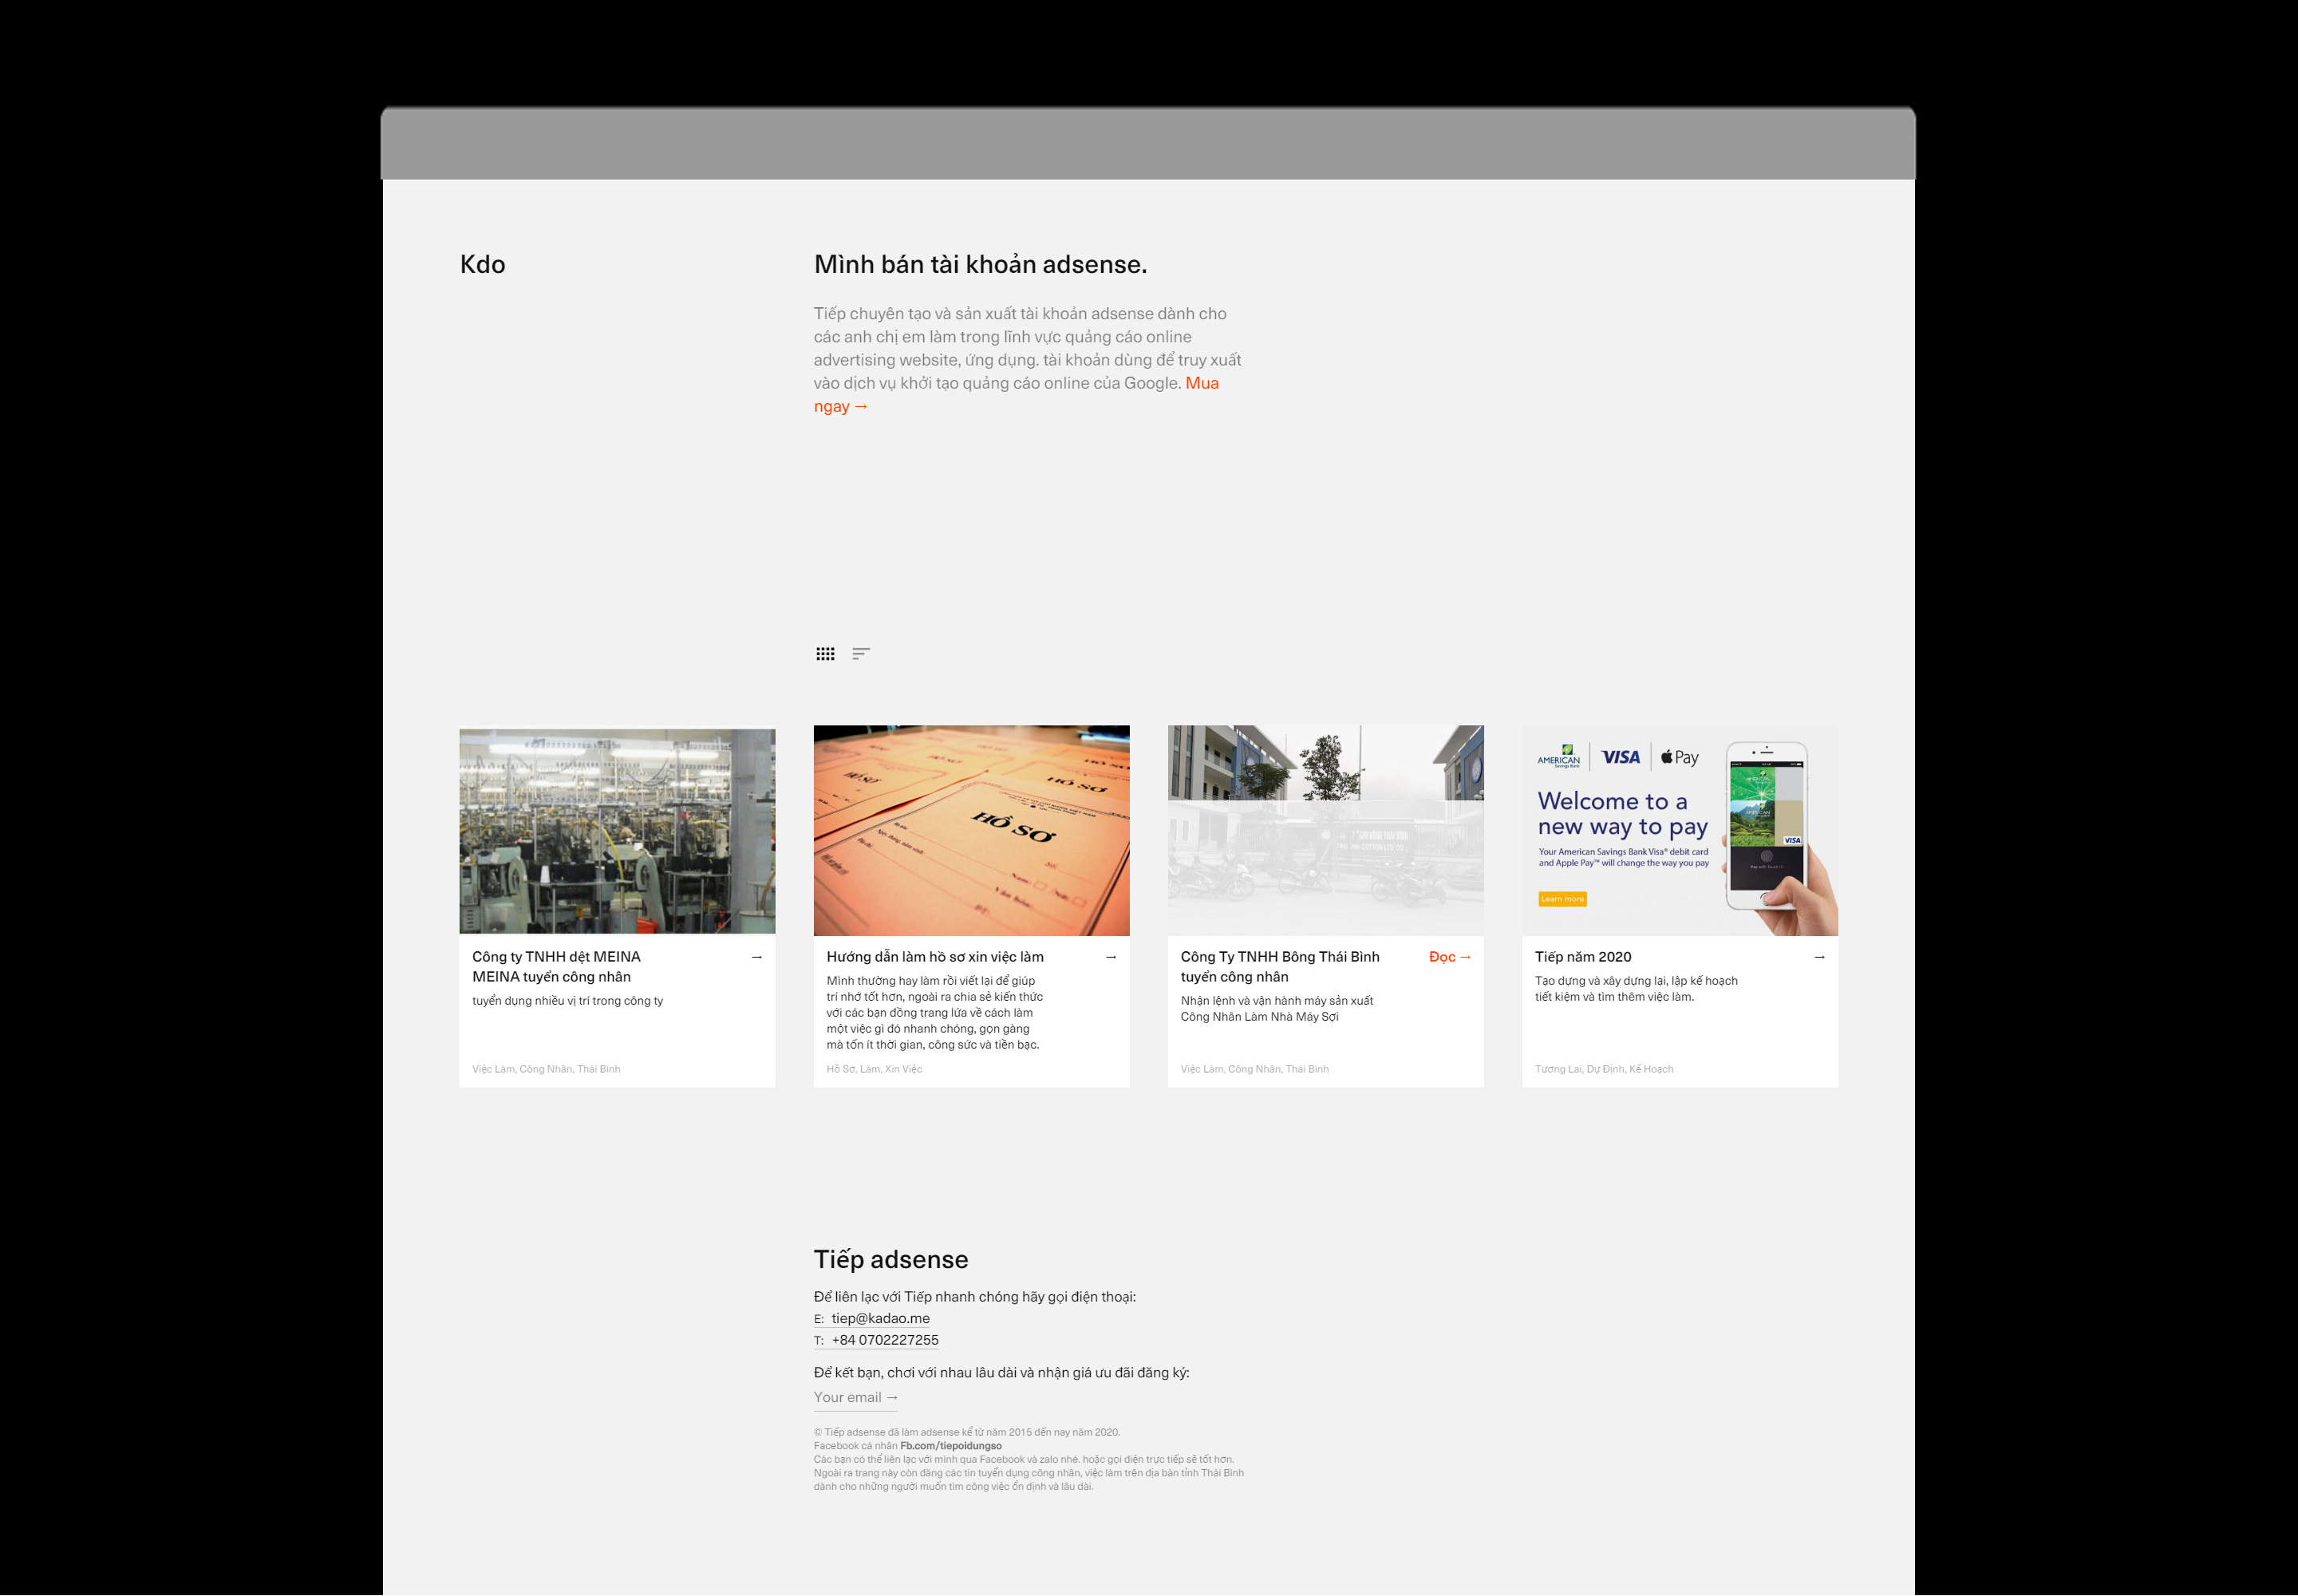 Kdo
Mình bán tài khoản adsense.
Tiếp chuyên tạo và sản xuất tài khoản adsense dành cho
các anh chị em làm trong lĩnh vực quảng cáo online
advertising website, ứng dụng. tài khoản dùng để truy xuất
vào dịch vụ khởi tạo quảng cáo online của Google. Mua
ngay →
HỒ SƠ
HỒ SƠ
HỒ SƠ
AMERICAN
Savings Bank
VISA
Pay
Welcome to a
new way to pay
Your American Savings Bank Visa® debit card
and Apple Pay™ will change the way you pay
Learn more
VISA
Công ty TNHH dệt MEINA →
MEINA tuyển công nhân
tuyển dụng nhiều vị trí trong công ty
Việc Làm, Công Nhân, Thái Bình
Hướng dẫn làm hồ sơ xin việc làm →
Mình thường hay làm rồi viết lại để giúp
trí nhớ tốt hơn, ngoài ra chia sẻ kiến thức
với các bạn đồng trang lứa về cách làm
một việc gì đó nhanh chóng, gọn gàng
mà tốn ít thời gian, công sức và tiền bạc.
Hồ Sơ, Làm, Xin Việc
Công Ty TNHH Bông Thái Bình Đọc →
tuyển công nhân
Nhận lệnh và vận hành máy sản xuất
Công Nhân Làm Nhà Máy Sợi
Việc Làm, Công Nhân, Thái Bình
Tiếp năm 2020 →
Tạo dựng và xây dựng lại, lập kế hoạch
tiết kiệm và tìm thêm việc làm.
Tương Lai, Dự Định, Kế Hoạch
Tiếp adsense
Để liên lạc với Tiếp nhanh chóng hãy gọi điện thoại:
E: tiep@kadao.me
T: +84 0702227255
Để kết bạn, chơi với nhau lâu dài và nhận giá ưu đãi đăng ký:
Your email →
© Tiếp adsense đã làm adsense kể từ năm 2015 đến nay năm 2020.
Facebook cá nhân Fb.com/tiepoidungso
Các bạn có thể liên lạc với mình qua Facebook và zalo nhé. hoặc gọi điện trực tiếp sẽ tốt hơn.
Ngoài ra trang này còn đăng các tin tuyển dụng công nhân, việc làm trên địa bàn tỉnh Thái Bình
dành cho những người muốn tìm công việc ổn định và lâu dài.